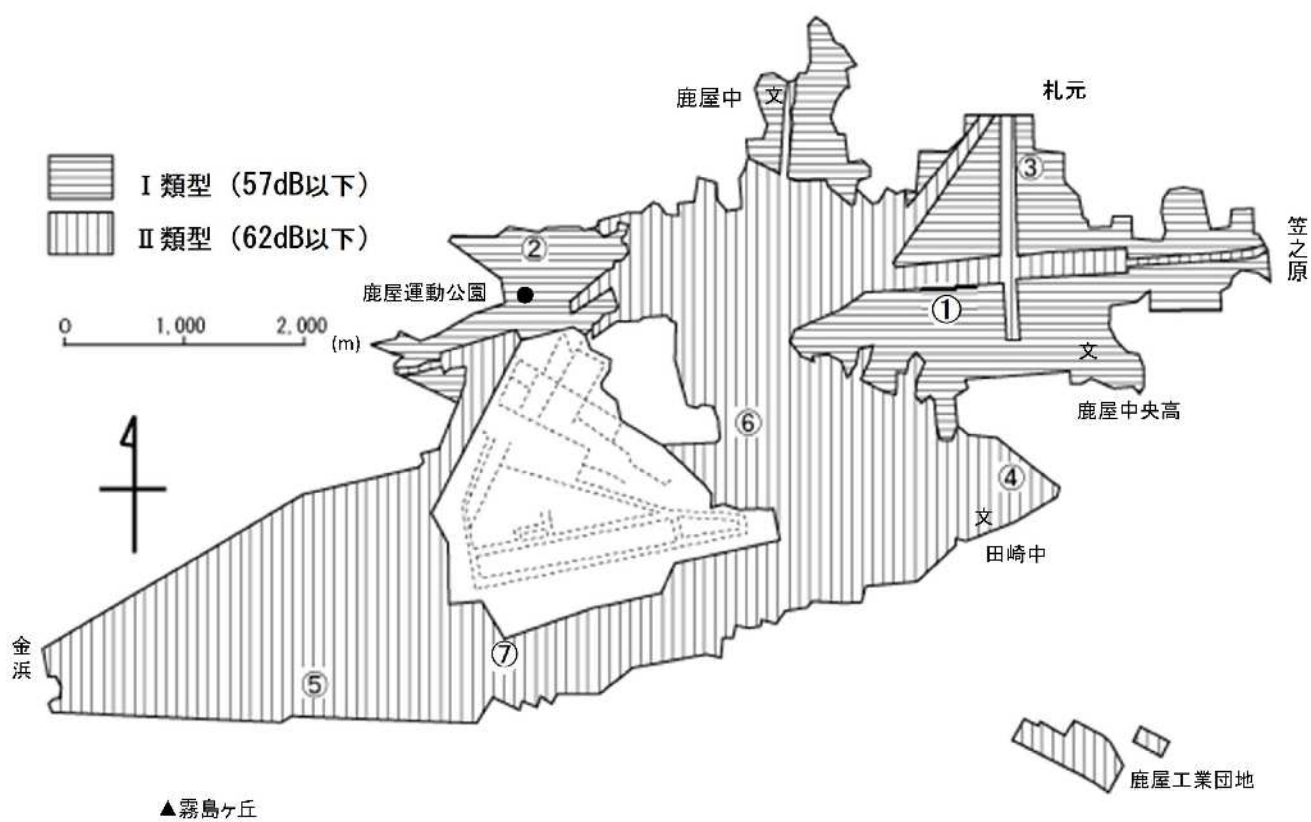 鹿屋中
文
札元
Ⅰ類型 (57dB以下)
③
Ⅱ類型 (62dB以下)
②
笠之原
鹿屋運動公園
①
0 1,000 2,000 (m)
文
鹿屋中央高
⑥
④
文
田崎中
金浜
⑦
⑤
鹿屋工業団地
▲霧島ヶ丘